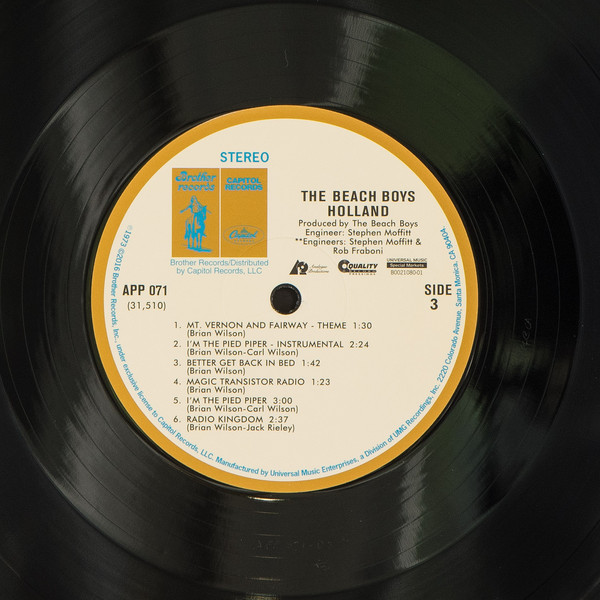 STEREO
Brother
records
CAPITOL
RECORDS
Capitol
Brother Records/Distributed
by Capitol Records, LLC
THE BEACH BOYS
HOLLAND
Produced by The Beach Boys
Engineer: Stephen Moffitt
**Engineers: Stephen Moffitt &
Rob Fraboni
Analogue
Productions
QUALITY
RECORD
PRESSINGS
UNIVERSAL MUSIC
Special Markets
B0021080-01
APP 071
(31,510)
SIDE
3
1. MT. VERNON AND FAIRWAY - THEME 1:30
(Brian Wilson)
2. I'M THE PIED PIPER - INSTRUMENTAL 2:24
(Brian Wilson-Carl Wilson)
3. BETTER GET BACK IN BED 1:42
(Brian Wilson)
4. MAGIC TRANSISTOR RADIO 1:23
(Brian Wilson)
5. I'M THE PIED PIPER 3:00
(Brian Wilson-Carl Wilson)
6. RADIO KINGDOM 2:37
(Brian Wilson-Jack Rieley)
℗1973 ©2016 Brother Records, Inc., under exclusive license to Capitol Records, LLC. Manufactured by Universal Music Enterprises, a Division of UMG Recordings, Inc. 2220 Colorado Avenue, Santa Monica, CA 90404.